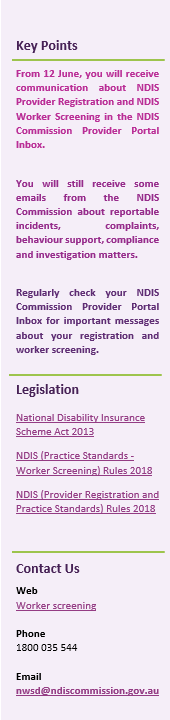 Key Points
From 12 June, you will receive
communication about NDIS
Provider Registration and NDIS
Worker Screening in the NDIS
Commission Provider Portal
Inbox.
You will still receive some
emails from the NDIS
Commission about reportable
incidents, complaints,
behaviour support, compliance
and investigation matters.
Regularly check your NDIS
Commission Provider Portal
Inbox for important messages
about your registration and
worker screening.
Legislation
National Disability Insurance
Scheme Act 2013
NDIS (Practice Standards -
Worker Screening) Rules 2018
NDIS (Provider Registration and
Practice Standards) Rules 2018
Contact Us
Web
Worker screening
Phone
1800 035 544
Email
nwsd@ndiscommission.gov.au